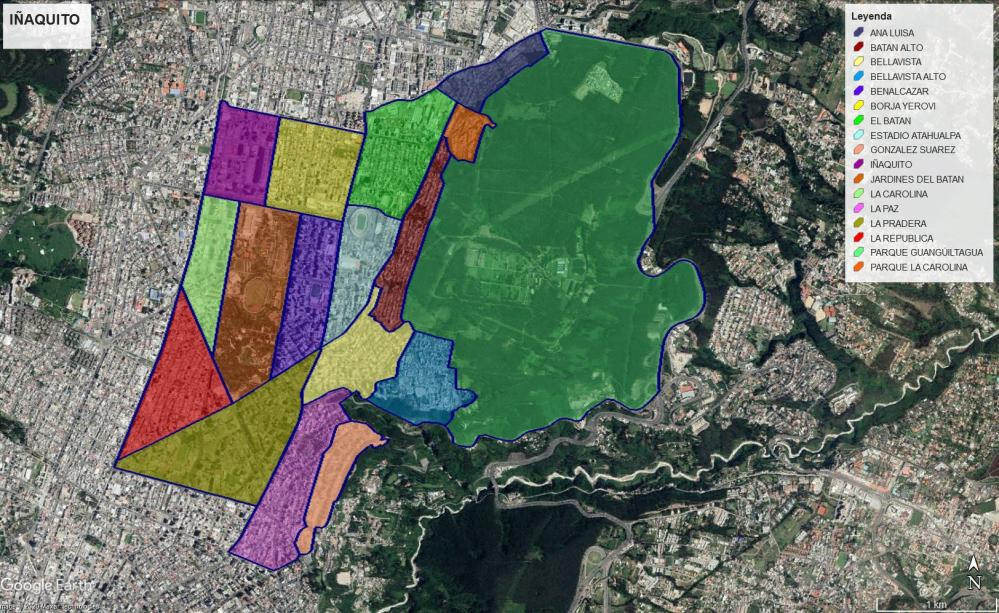 IÑAQUITO
Leyenda
ANA LUISA
BATAN ALTO
BELLAVISTA
BELLAVISTA ALTO
BENALCAZAR
BORJA YEROVI
EL BATAN
ESTADIO ATAHUALPA
GONZALEZ SUAREZ
IÑAQUITO
JARDINES DEL BATAN
LA CAROLINA
LA PAZ
LA PRADERA
LA REPUBLICA
PARQUE GUANGUILTAGUA
PARQUE LA CAROLINA
Google Earth
N
1 km